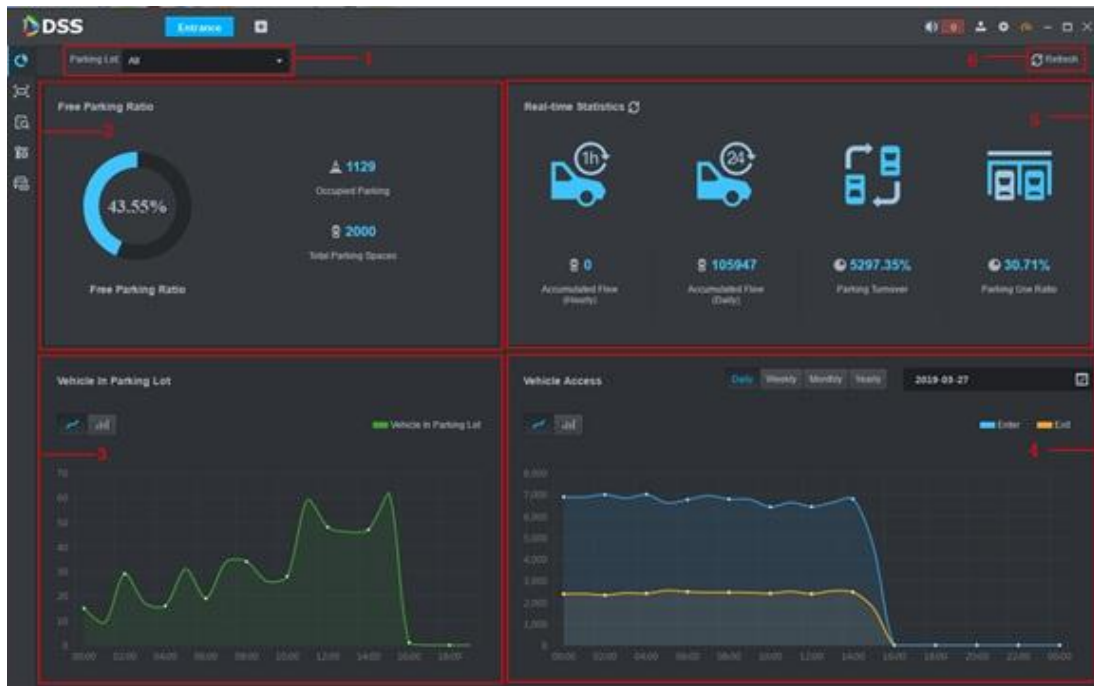 DSS
Entrance
Parking Lot All
1
6
Refresh
Free Parking Ratio
2
43.55%
1129
Occupied Parking
2000
Total Parking Spaces
Free Parking Ratio
Real-time Statistics
5
1h
24
0
Accumulated Flow
(Hourly)
105947
Accumulated Flow
(Daily)
5297.35%
Parking Turnover
30.71%
Parking Use Ratio
Vehicle In Parking Lot
Vehicle In Parking Lot
3
70
60
50
40
30
20
10
0
00:00 02:00 04:00 06:00 08:00 10:00 12:00 14:00 16:00 18:00
Vehicle Access
Daily Weekly Monthly Yearly 2019-03-27
Enter Exit
4
8,000
7,000
6,000
5,000
4,000
3,000
2,000
1,000
0
00:00 02:00 04:00 06:00 08:00 10:00 12:00 14:00 16:00 18:00 20:00 22:00 00:00